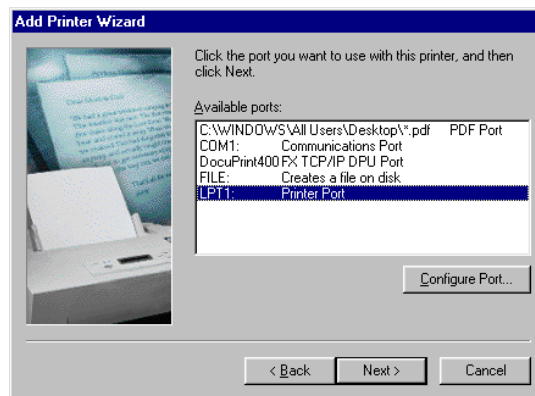 Add Printer Wizard
Click the port you want to use with this printer, and then
click Next.
Available ports:
C:\WINDOWS\All Users\Desktop\*.pdf PDF Port
COM1: Communications Port
DocuPrint400 FX TCP/IP DPU Port
FILE: Creates a file on disk
LPT1: Printer Port
Configure Port...
< Back
Next >
Cancel